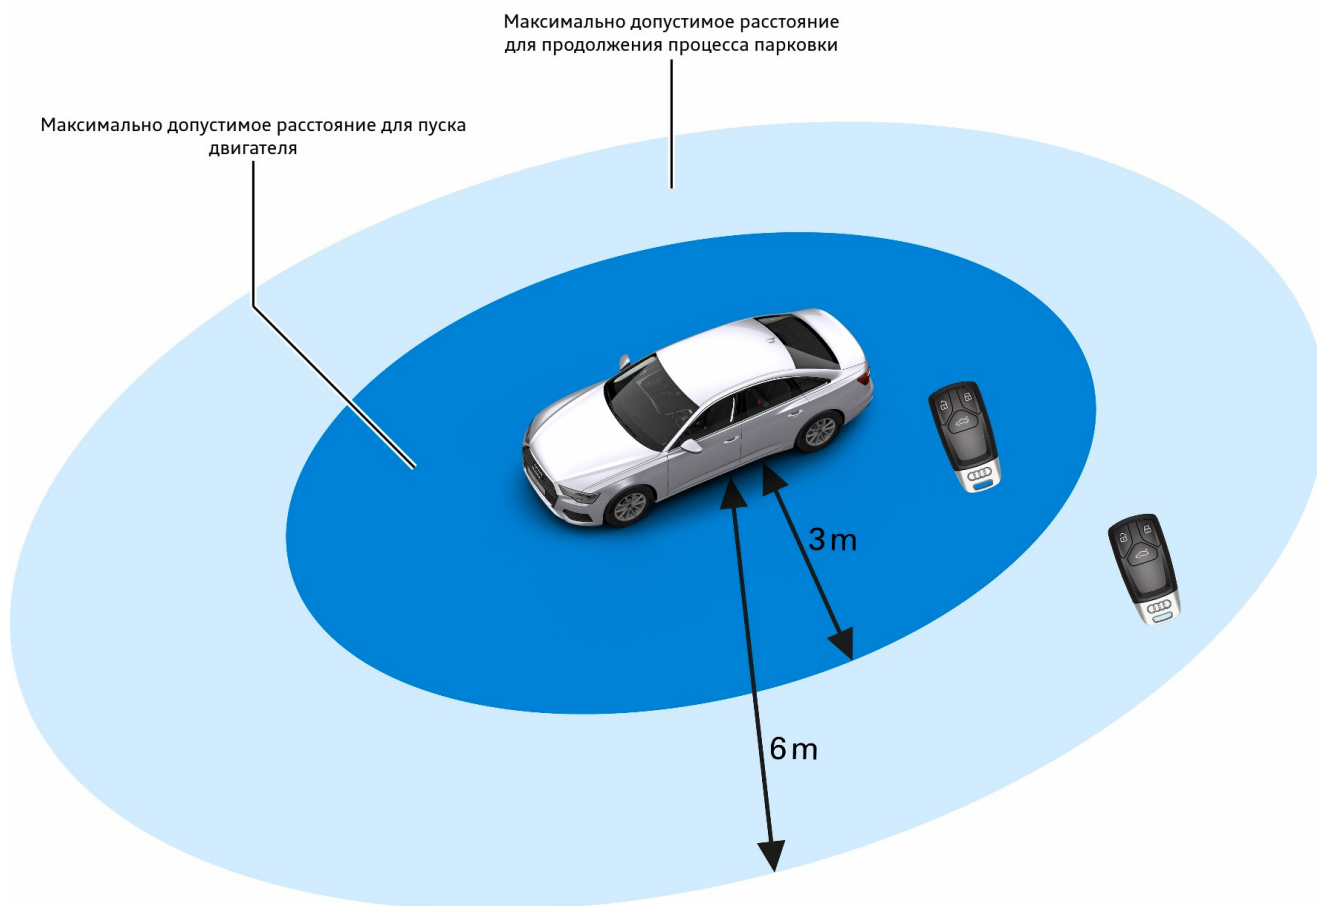 Максимально допустимое расстояние
для продолжения процесса парковки
Максимально допустимое расстояние для пуска
двигателя
3 m
6 m